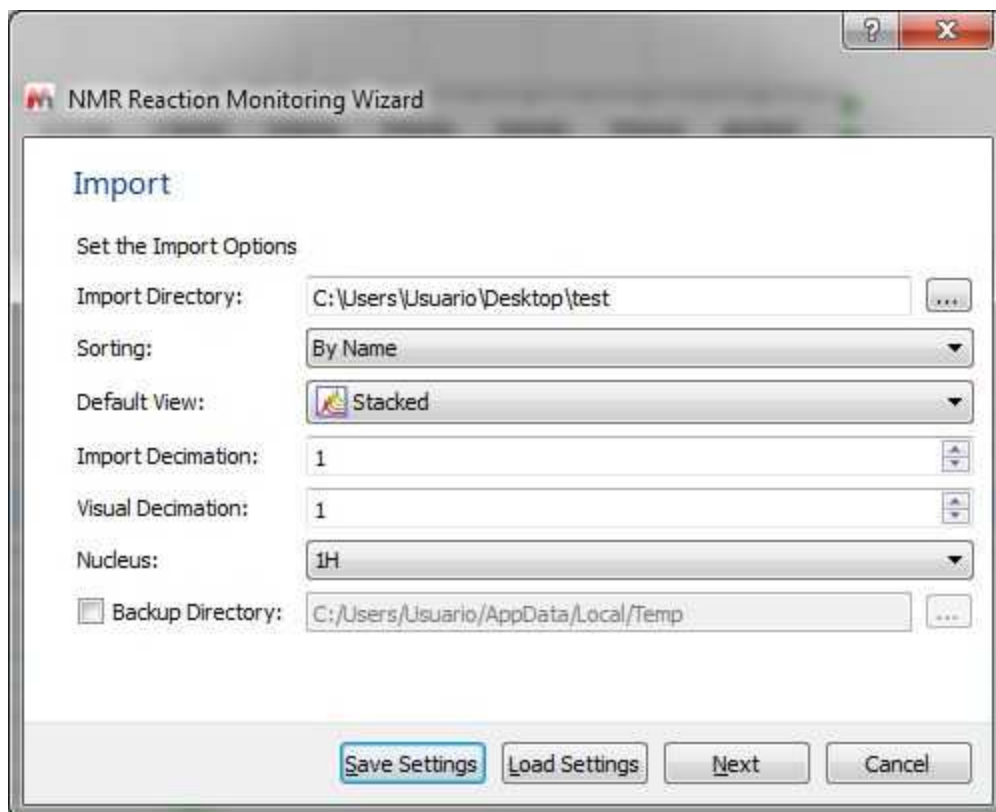 NMR Reaction Monitoring Wizard
Import
Set the Import Options
Import Directory: C:\Users\Usuario\Desktop\test ...
Sorting: By Name
Default View: Stacked
Import Decimation: 1
Visual Decimation: 1
Nucleus: 1H
Backup Directory: C:/Users/Usuario/AppData/Local/Temp ...
Save Settings Load Settings Next Cancel